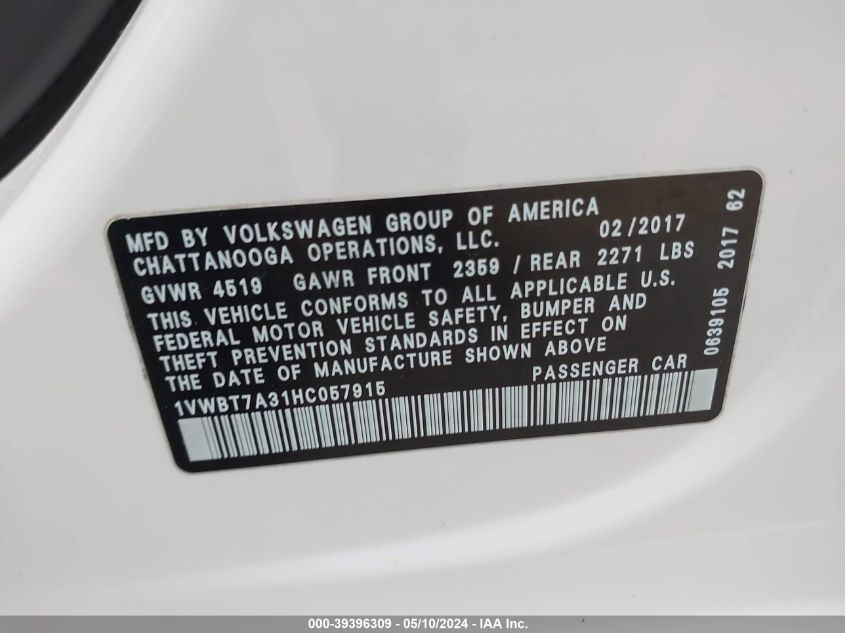 MFD BY VOLKSWAGEN GROUP OF AMERICA 02/2017
CHATTANOOGA OPERATIONS, LLC.
GVWR 4519 GAWR FRONT 2359 / REAR 2271 LBS
THIS VEHICLE CONFORMS TO ALL APPLICABLE U.S.
FEDERAL MOTOR VEHICLE SAFETY, BUMPER AND
THEFT PREVENTION STANDARDS IN EFFECT ON
THE DATE OF MANUFACTURE SHOWN ABOVE
1VWBT7A31HC057915 PASSENGER CAR
0639105 2017 62
000-39396309 - 05/10/2024 - IAA Inc.